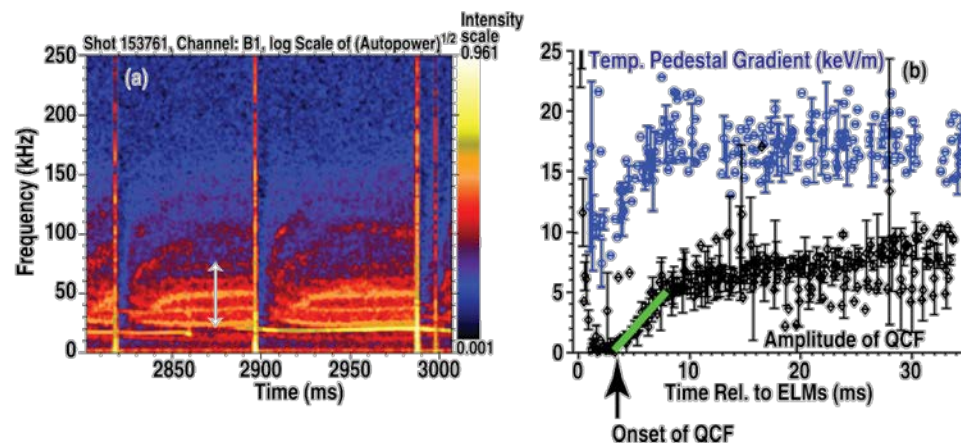 Shot 153761, Channel: B1, log Scale of (Autopower)^1/2
Intensity
scale
0.961
0.001
(a)
250
200
150
100
50
0
Frequency (kHz)
2850
2900
2950
3000
Time (ms)
25
20
15
10
5
0
Temp. Pedestal Gradient (keV/m)
(b)
Amplitude of QCF
0
10
20
30
Time Rel. to ELMs (ms)
Onset of QCF